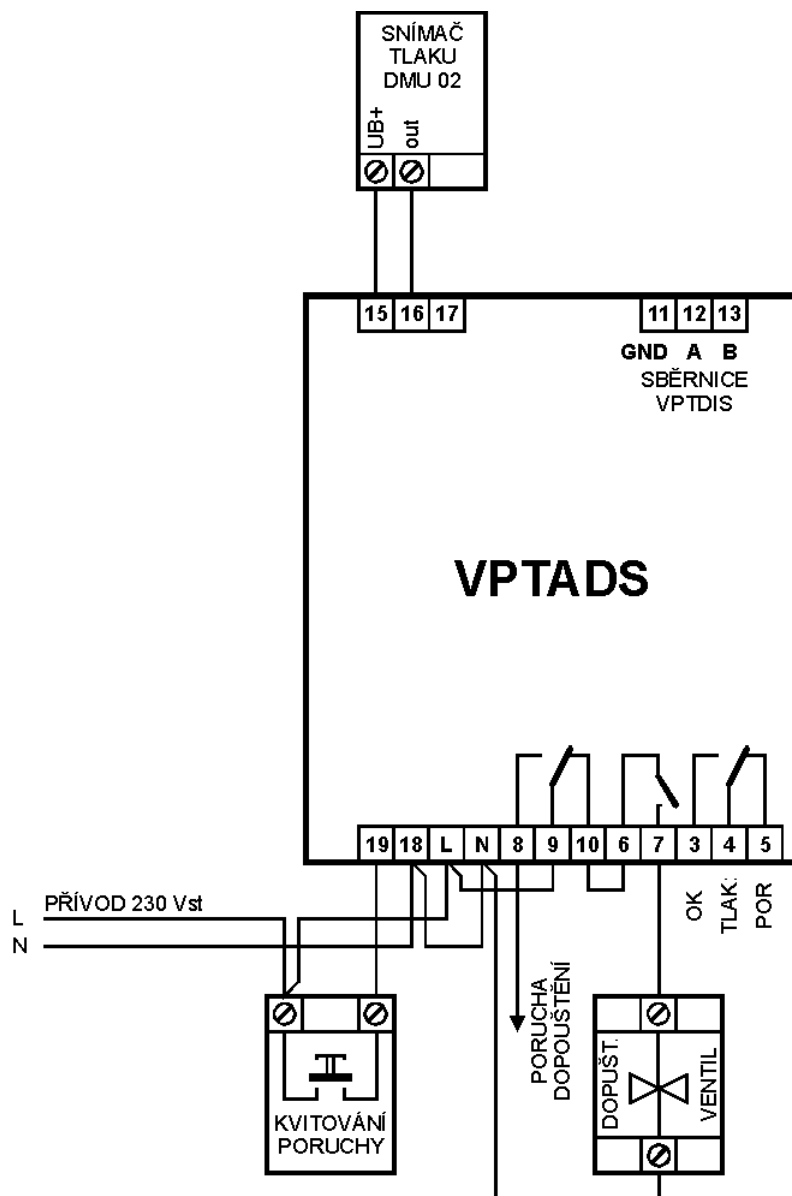 SNÍMAČ
TLAKU
DMU 02
UB+
out
15 16 17
11 12 13
GND A B
SBĚRNICE
VPTDIS
VPTADS
19 18 L N 8 9 10 6 7 3 4 5
L PŘÍVOD 230 Vst
N
OK
TLAK:
POR
PORUCHA
DOPOUŠTĚNÍ
DOPUŠT.
VENTIL
KVITOVÁNÍ
PORUCHY